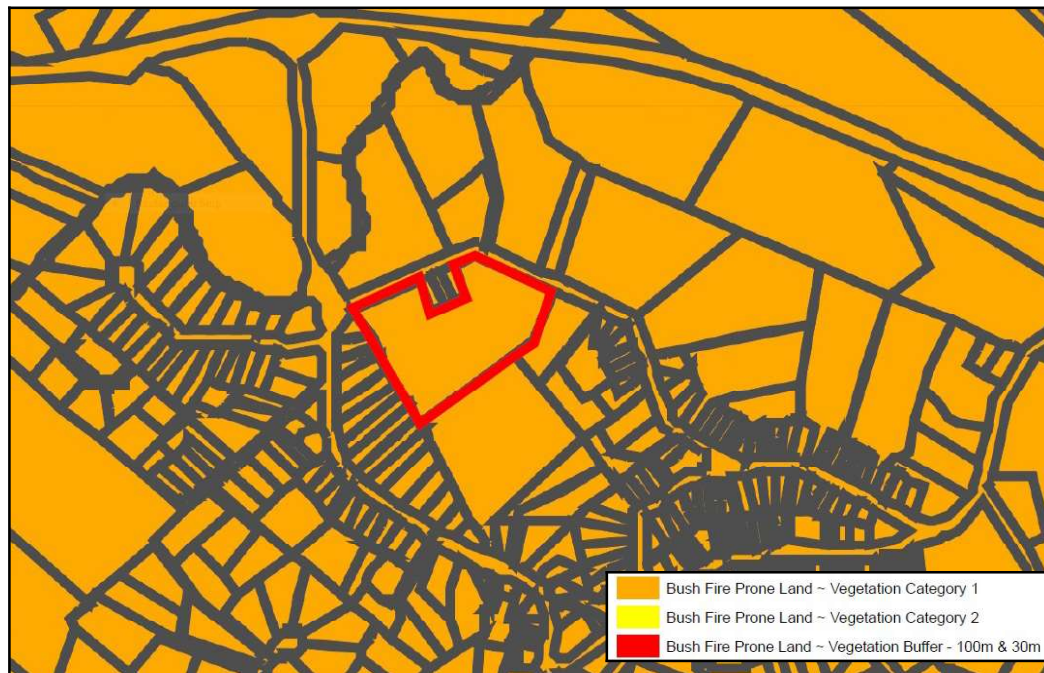 Bush Fire Prone Land ~ Vegetation Category 1
Bush Fire Prone Land ~ Vegetation Category 2
Bush Fire Prone Land ~ Vegetation Buffer - 100m & 30m